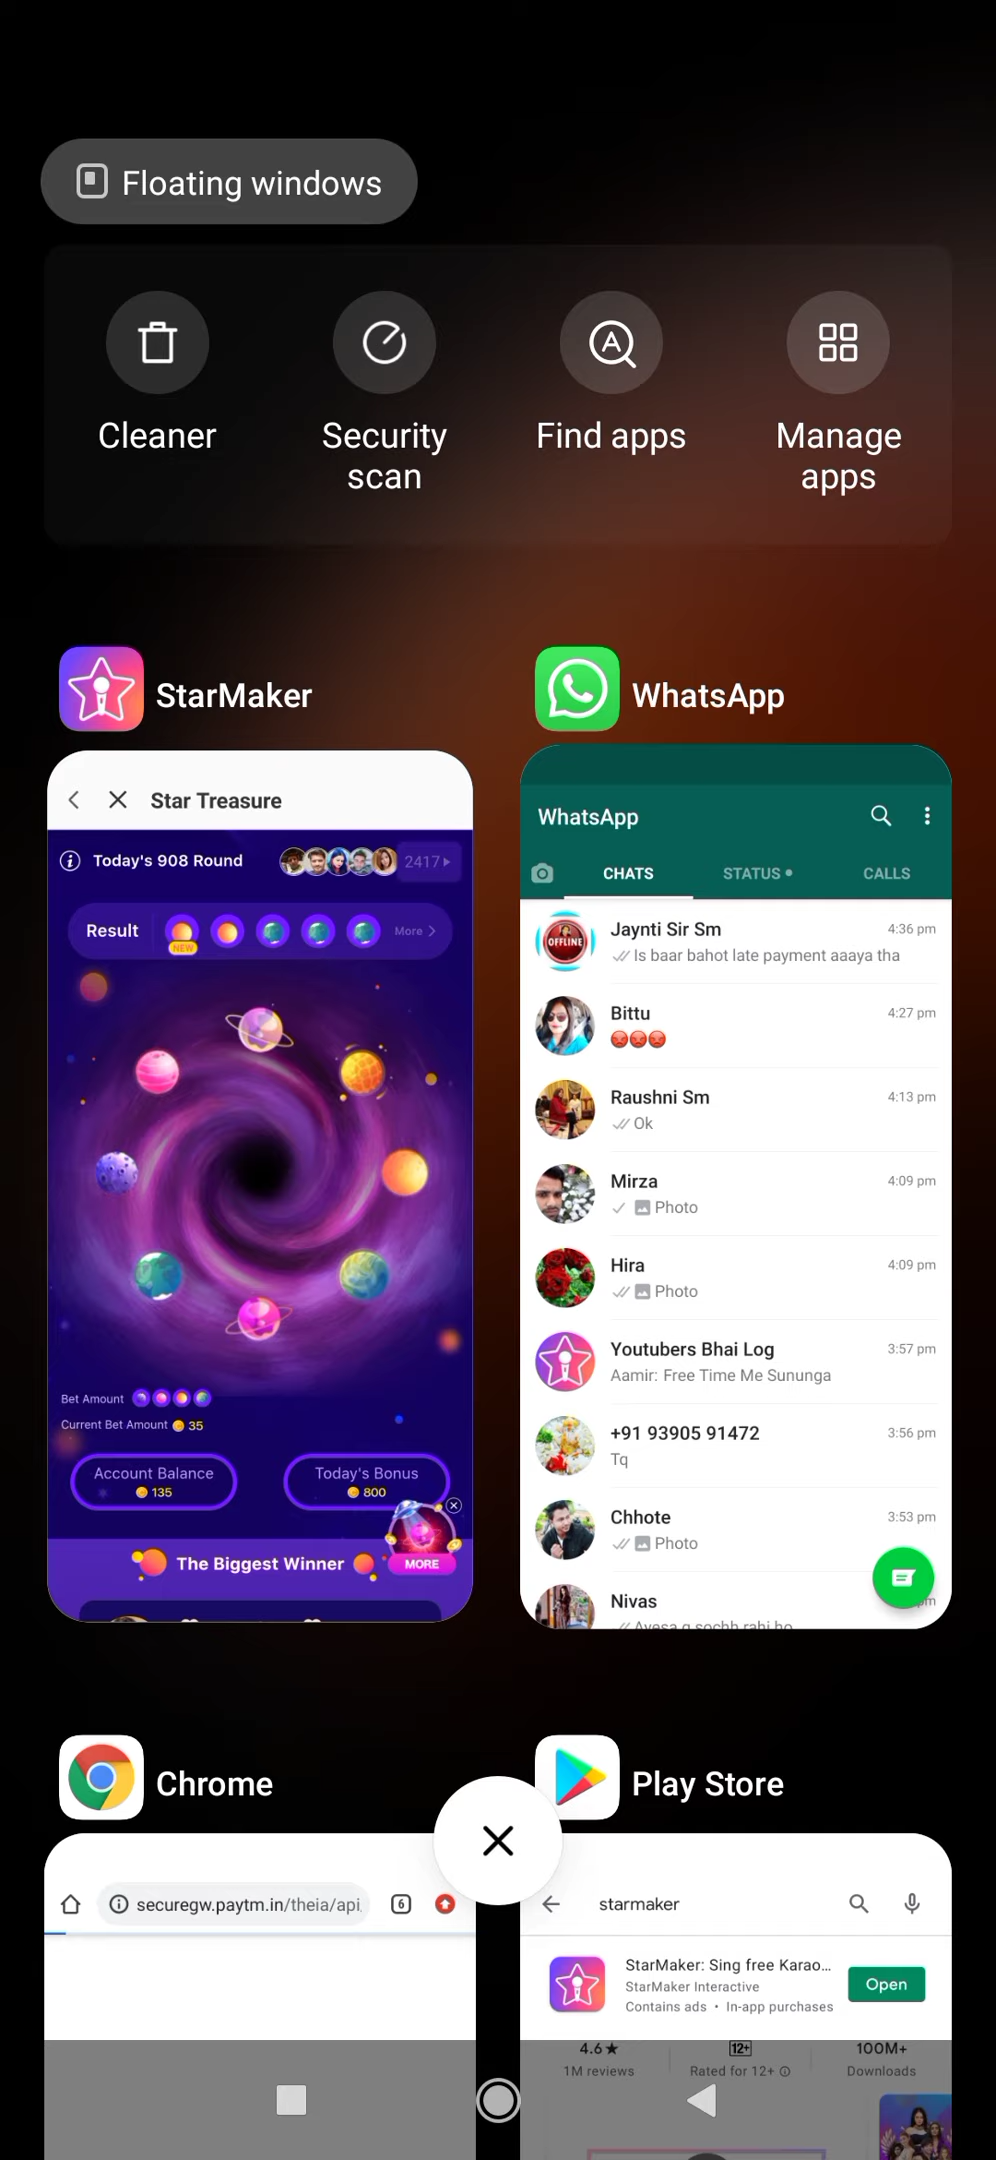 Floating windows
Cleaner
Security
scan
Find apps
Manage
apps
StarMaker
WhatsApp
Star Treasure
Today's 908 Round
2417
Result
NEW
More
Bet Amount
Current Bet Amount 35
Account Balance
135
Today's Bonus
800
The Biggest Winner
MORE
WhatsApp
CHATS
STATUS
CALLS
OFFLINE
Jaynti Sir Sm
4:36 pm
Is baar bahot late payment aaaya tha
Bittu
4:27 pm
Raushni Sm
4:13 pm
Ok
Mirza
4:09 pm
Photo
Hira
4:09 pm
Photo
Youtubers Bhai Log
3:57 pm
Aamir: Free Time Me Sununga
+91 93905 91472
3:56 pm
Tq
Chhote
3:53 pm
Photo
Nivas
pm
Ayesa g sochh rahi ho
Chrome
Play Store
securegw.paytm.in/theia/api
6
starmaker
StarMaker: Sing free Karao...
StarMaker Interactive
Contains ads • In-app purchases
Open
4.6★
1M reviews
12+
Rated for 12+
100M+
Downloads